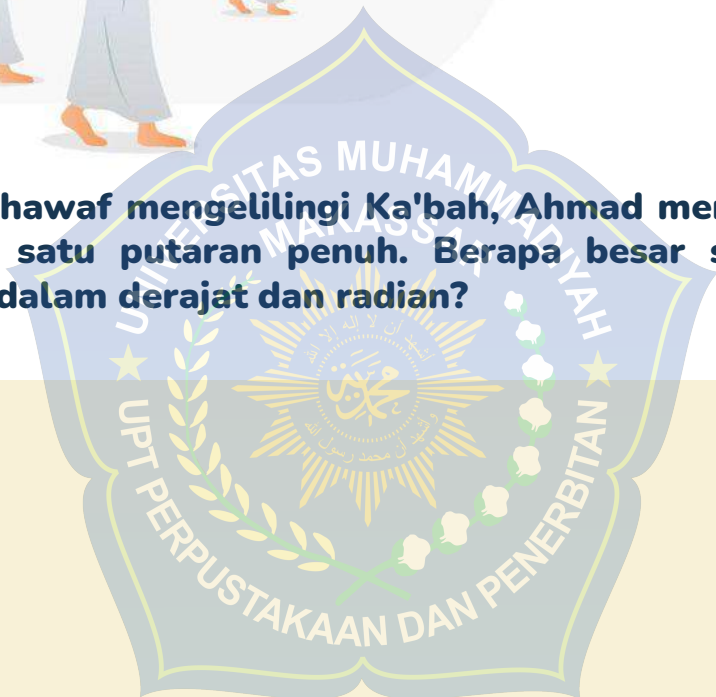 hawaf mengelilingi Ka'bah, Ahmad
satu putaran penuh. Berapa besar
dalam derajat dan radian?
UNIVERSITAS MUHAMMADIYAH
MAKASSAR
UPT PERPUSTAKAAN DAN PENERBITAN